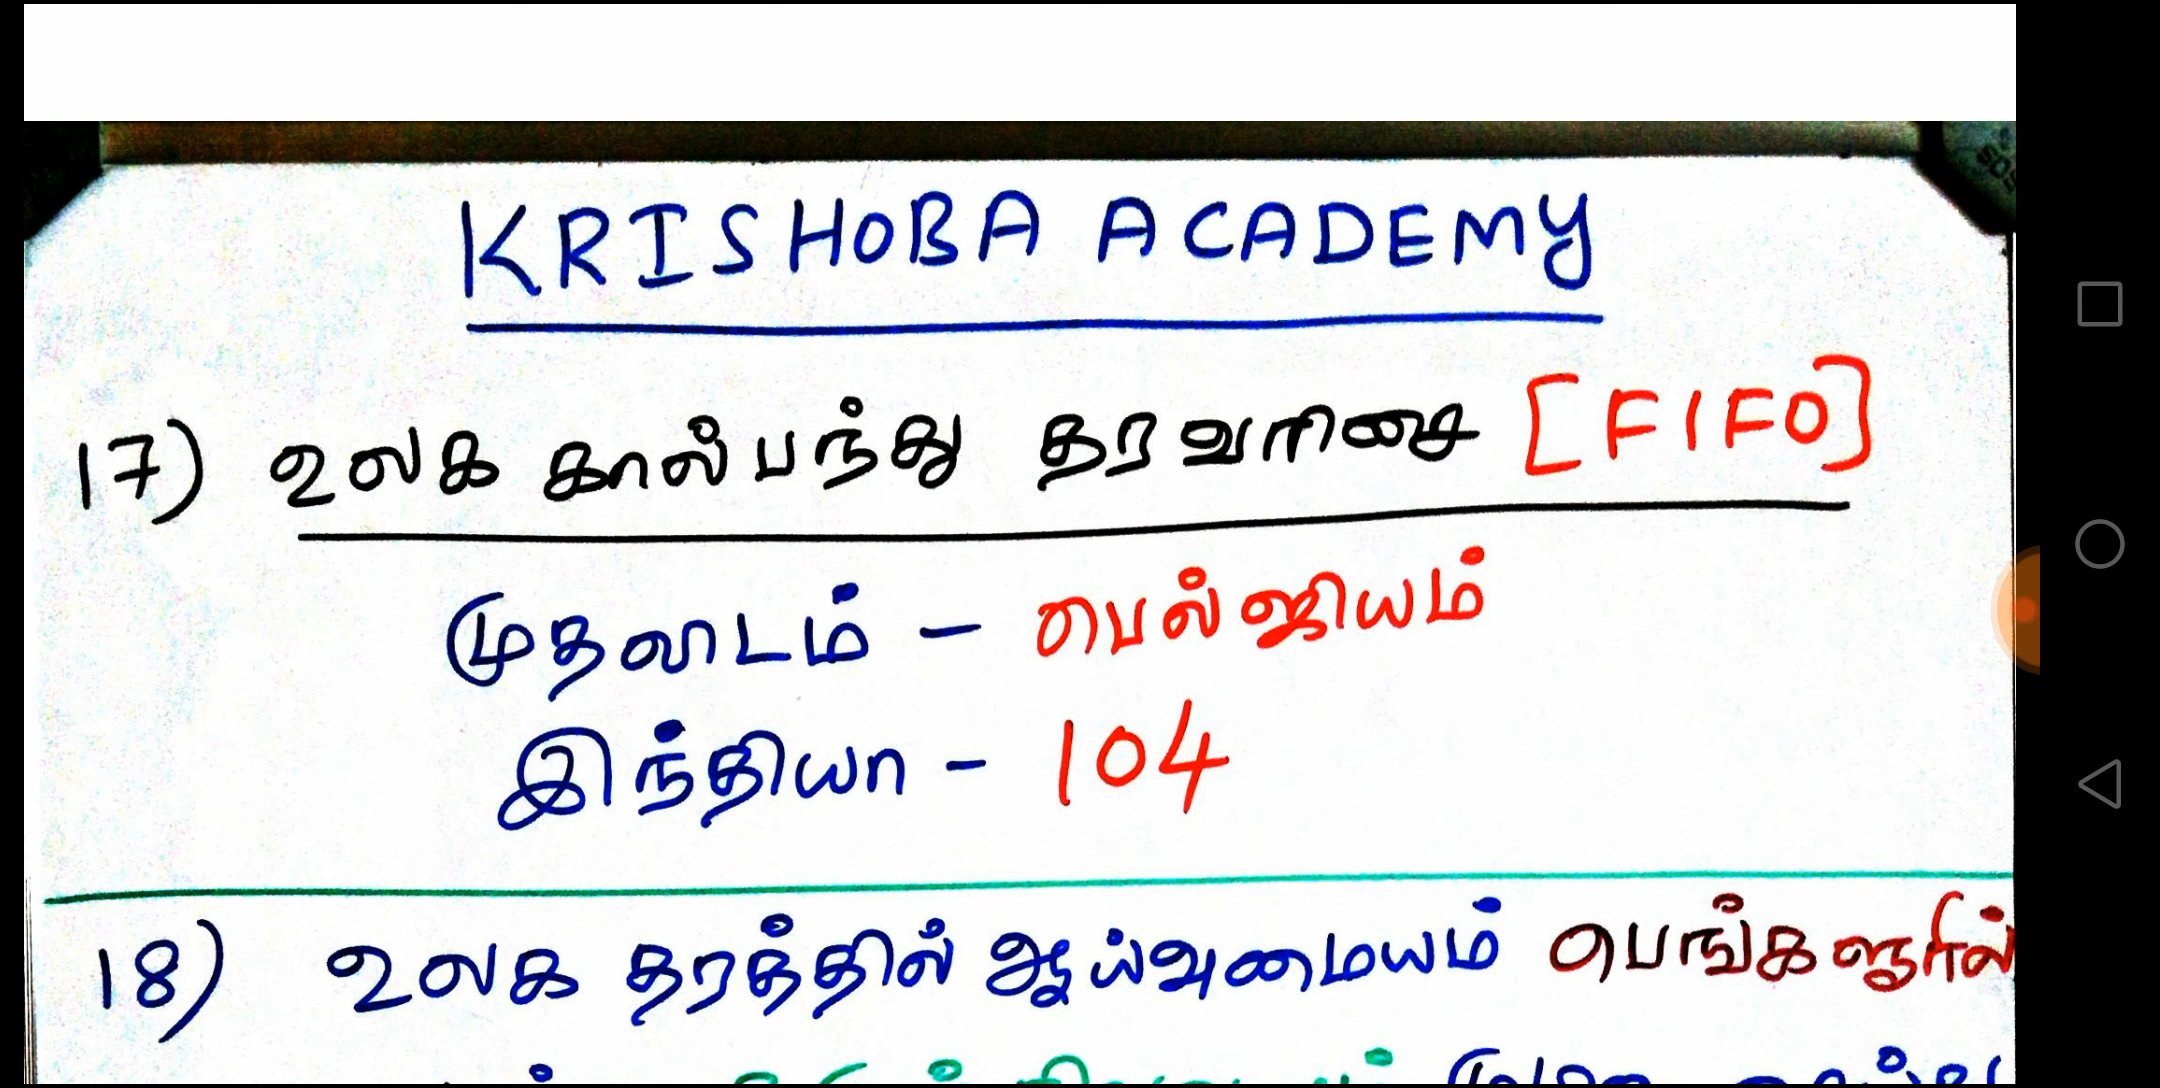 KRISHOBA ACADEMY
17) உலக கால்பந்து தரவரிசை [FIFO]
முதலிடம் - பெல்ஜியம்
இந்தியா - 104
18) உலக தரத்தில் ஆய்வுமையம் பெங்களூரில்